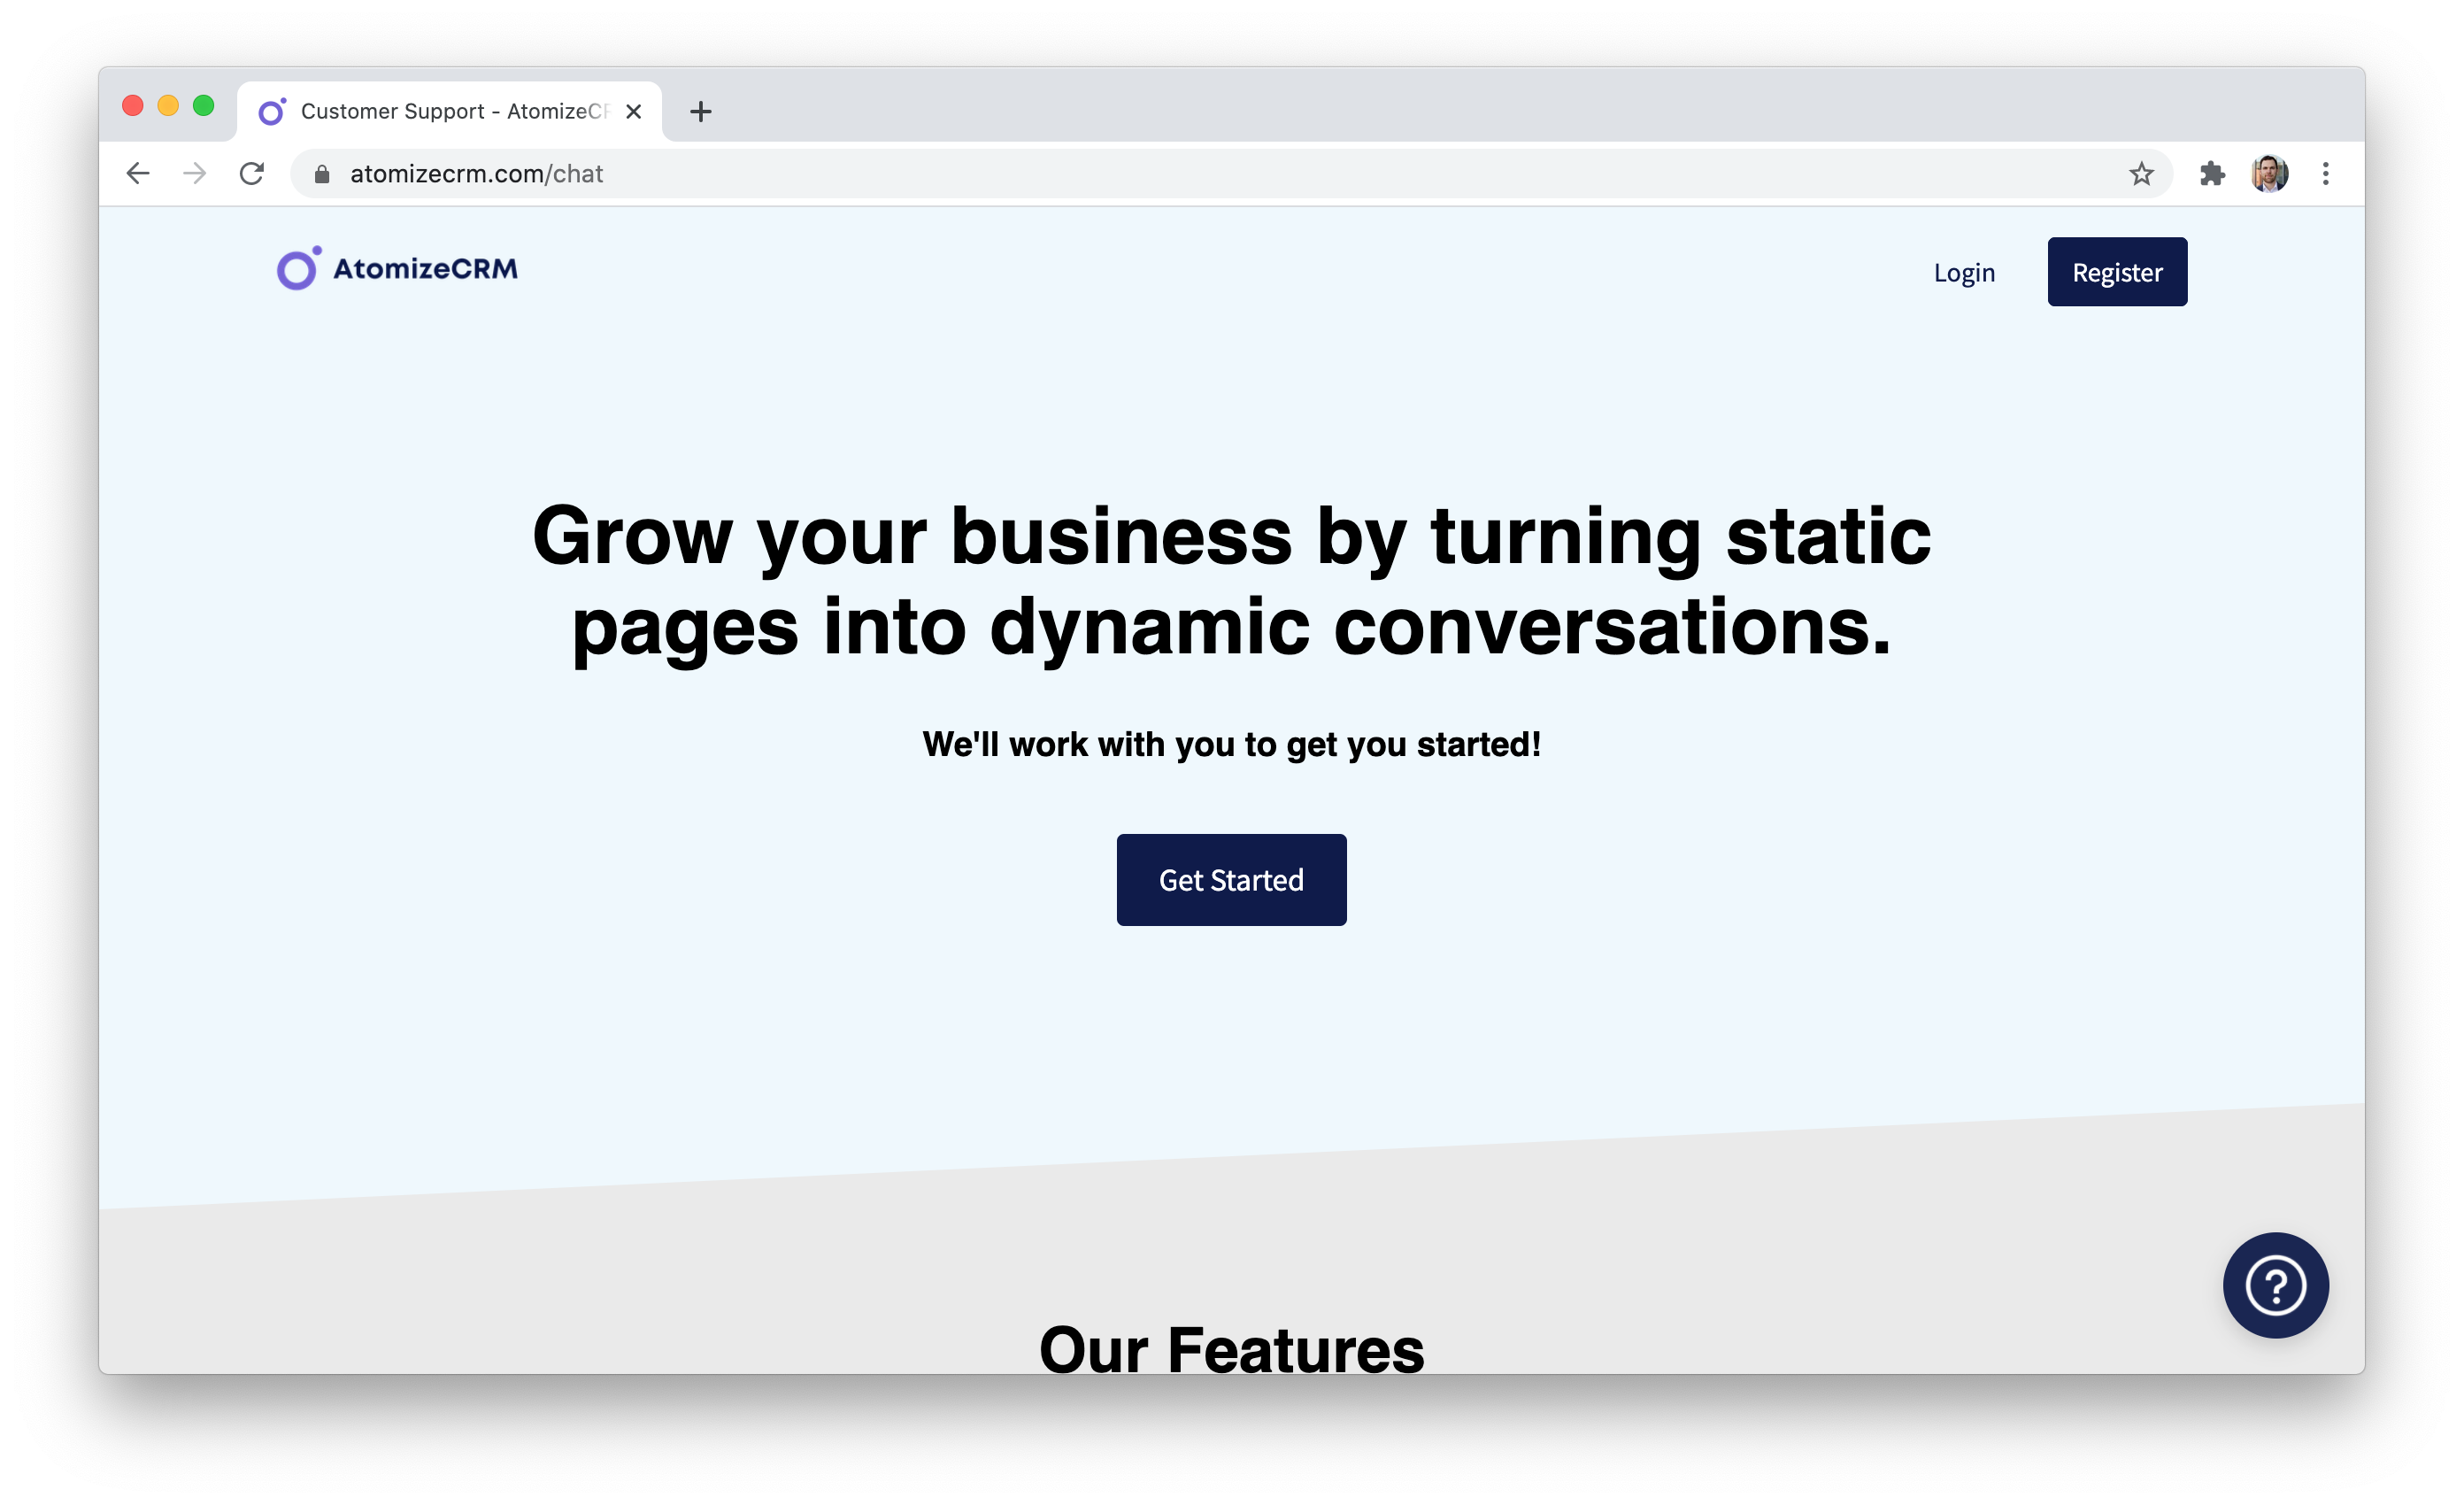 Customer Support - AtomizeCR
atomizecrm.com/chat
AtomizeCRM
Login
Register
Grow your business by turning static
pages into dynamic conversations.
We'll work with you to get you started!
Get Started
?
Our Features